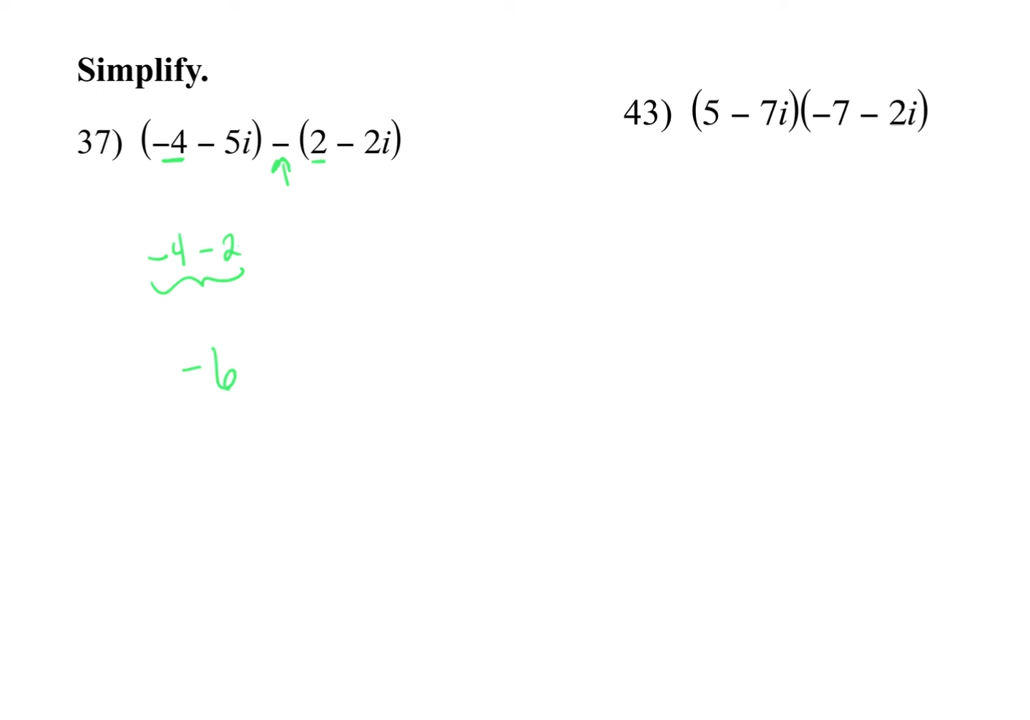 Simplify.
37) (−4 − 5i) − (2 − 2i)
-4 - 2
-6
43) (5 − 7i)(−7 − 2i)